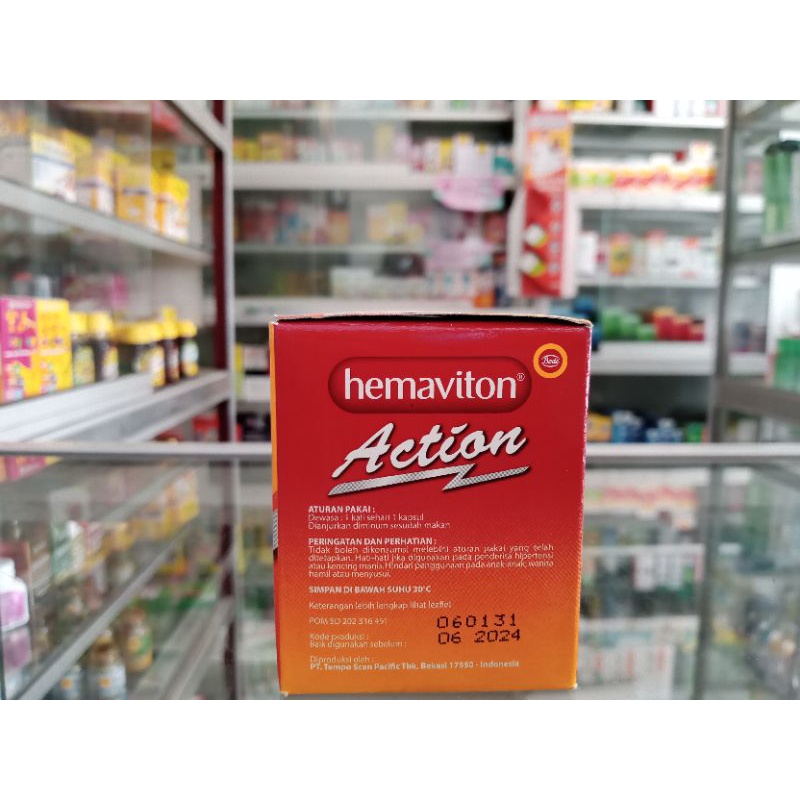 hemaviton®
Bode
Action
ATURAN PAKAI :
Dewasa : 1 kali sehari 1 kapsul
Dianjurkan diminum sesudah makan
PERINGATAN DAN PERHATIAN :
Tidak boleh dikonsumsi melebihi aturan pakai yang telah
ditetapkan. Hati-hati jika digunakan pada penderita hipertensi
atau kencing manis. Hindari penggunaan pada anak-anak, wanita
hamil atau menyusui.
SIMPAN DI BAWAH SUHU 30°C
Keterangan lebih lengkap lihat leaflet
POM SD 202 316 451
Kode produksi : 060131
Baik digunakan sebelum : 06 2024
Diproduksi oleh :
PT. Tempo Scan Pacific Tbk. Bekasi 17530 - Indonesia